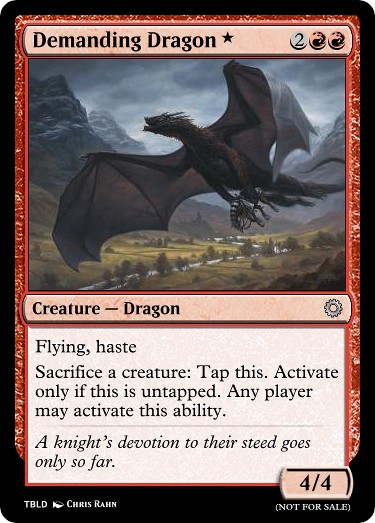 Demanding Dragon ★ 2
Creature — Dragon
Flying, haste
Sacrifice a creature: Tap this. Activate
only if this is untapped. Any player
may activate this ability.
A knight's devotion to their steed goes
only so far.
4/4
TBLD Chris Rahn
(NOT FOR SALE)